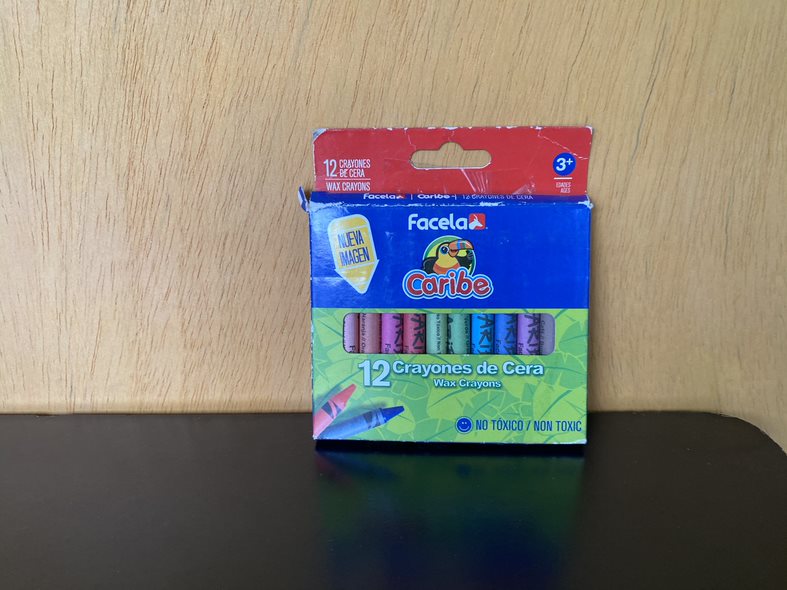 12 CRAYONES
DE CERA
WAX CRAYONS
3+
EDADES
AGES
Facela Caribe 12 CRAYONES DE CERA
Facela
NUEVA
IMAGEN
Caribe
12 Crayones de Cera
Wax Crayons
NO TÓXICO / NON TOXIC